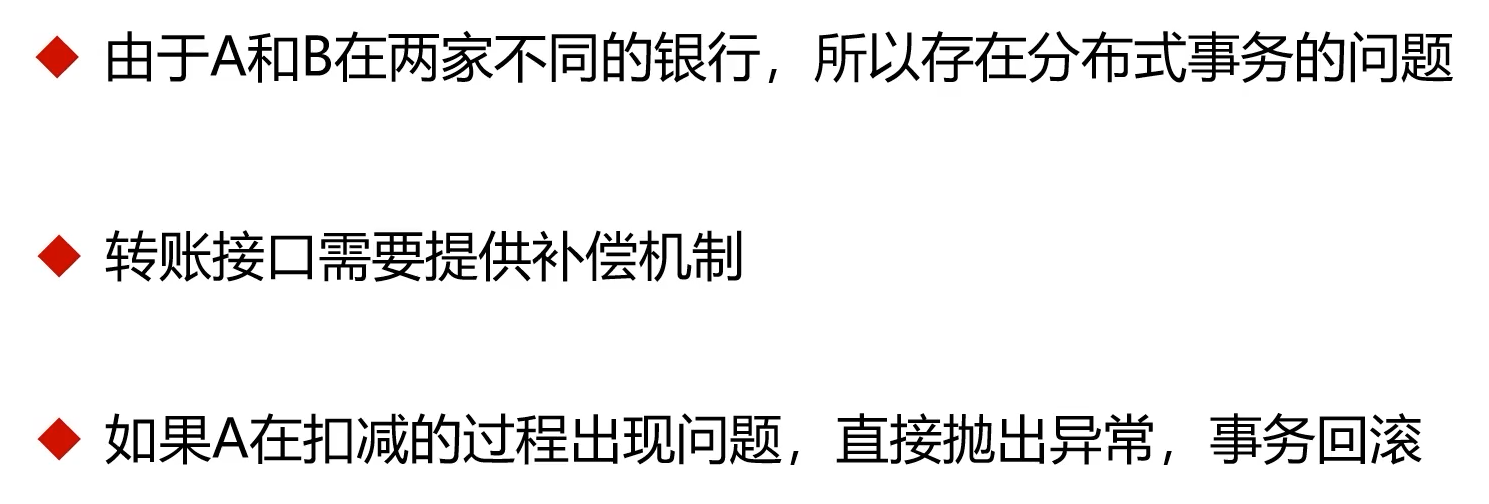 由于A和B在两家不同的银行，所以存在分布式事务的问题
转账接口需要提供补偿机制
如果A在扣减的过程出现问题，直接抛出异常，事务回滚